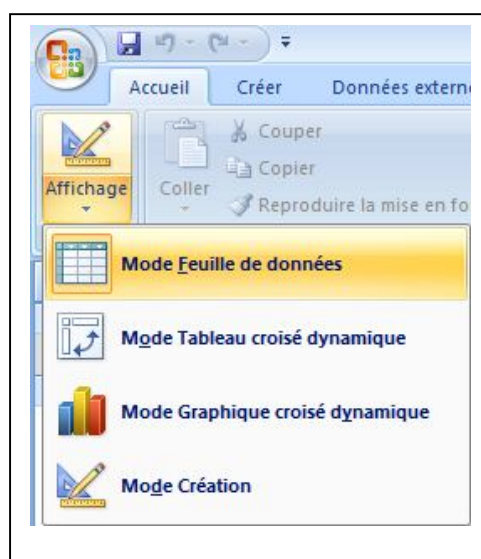 Accueil Créer Données externe
Couper
Copier
Affichage Coller Reproduire la mise en fo
Mode Feuille de données
Mode Tableau croisé dynamique
Mode Graphique croisé dynamique
Mode Création